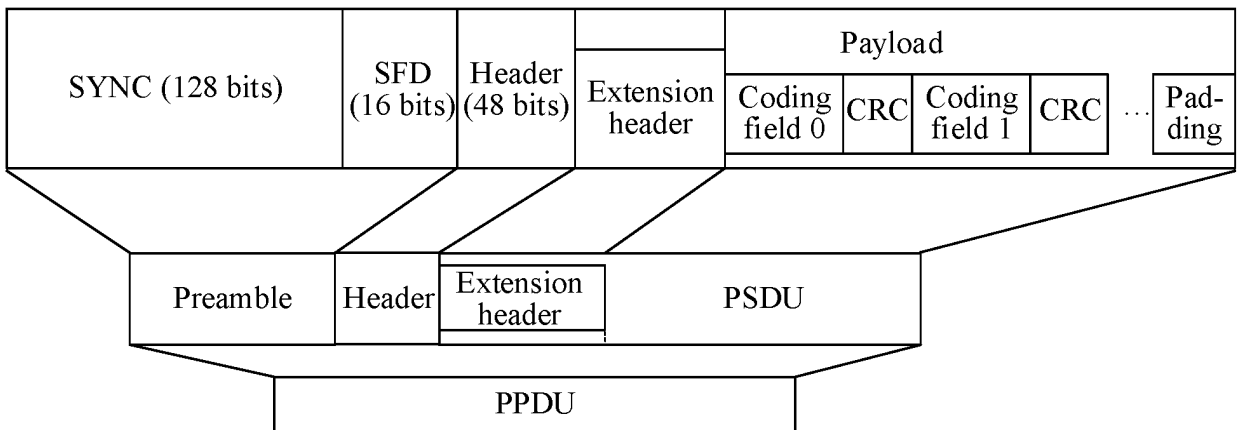 Payload
SYNC (128 bits)
SFD
(16 bits)
Header
(48 bits)
Extension
header
Coding
field 0
CRC
Coding
field 1
CRC
...
Pad-
ding
Preamble
Header
Extension
header
PSDU
PPDU